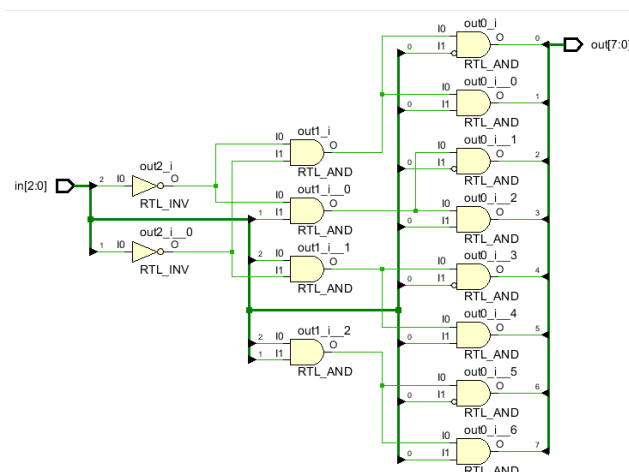 in[2:0]
2 I0 out2_i O
RTL_INV
1 I0 out2_i__0 O
RTL_INV
out1_i
I0 O
I1
RTL_AND
out1_i__0
I0 O
1 I1
RTL_AND
out1_i__1
2 I0 O
I1
RTL_AND
out1_i__2
2 I0 O
1 I1
RTL_AND
out0_i
I0 O 0
0 I1
RTL_AND
out0_i__0
I0 O 1
0 I1
RTL_AND
out0_i__1
I0 O 2
0 I1
RTL_AND
out0_i__2
I0 O 3
0 I1
RTL_AND
out0_i__3
I0 O 4
0 I1
RTL_AND
out0_i__4
I0 O 5
0 I1
RTL_AND
out0_i__5
I0 O 6
0 I1
RTL_AND
out0_i__6
I0 O 7
0 I1
RTL_AND
out[7:0]